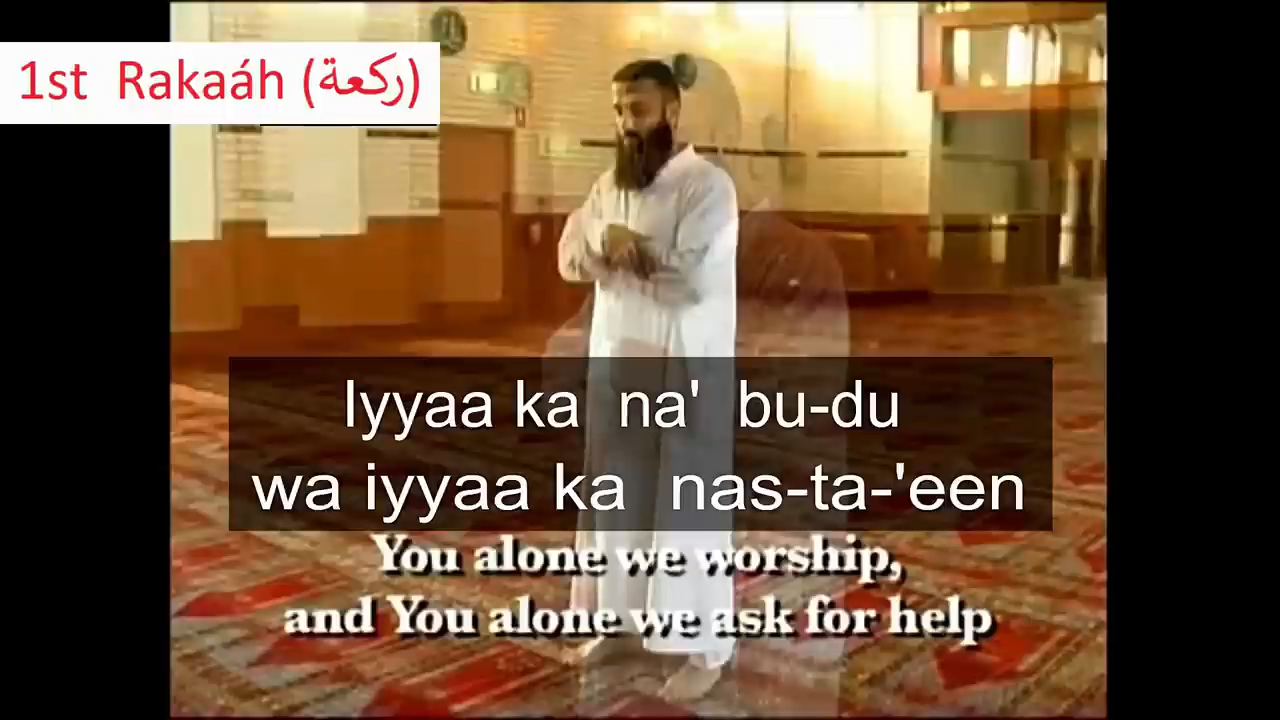 1st Rakaáh (ركعة)
Iyyaa ka na' bu-du
wa iyyaa ka nas-ta-'een
You alone we worship,
and You alone we ask for help